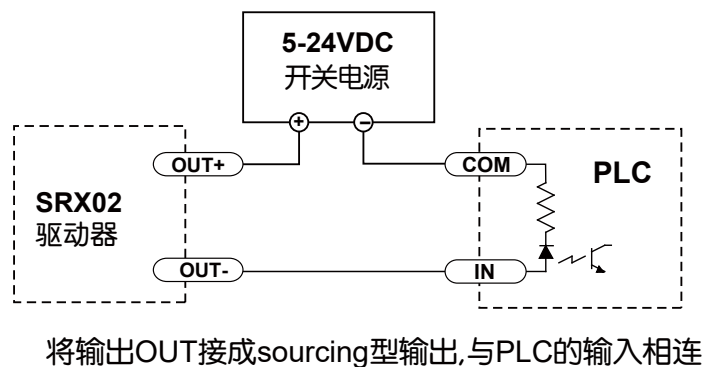 5-24VDC
开关电源
+ −
OUT+
COM
PLC
SRX02
驱动器
OUT-
IN
将输出OUT接成sourcing型输出,与PLC的输入相连